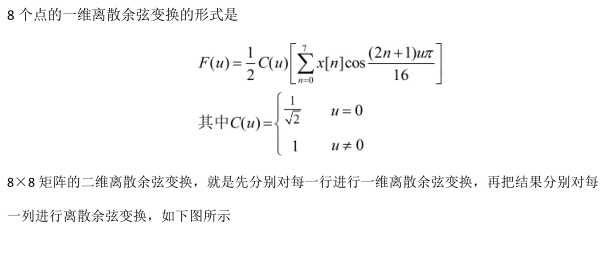 8 个点的一维离散余弦变换的形式是
F(u)=\frac{1}{2}C(u)\left[\sum_{n=0}^{7}x[n]\cos\frac{(2n+1)u\pi}{16}\right]
其中C(u)=\begin{cases}\frac{1}{\sqrt{2}} & u=0\\1 & u\neq 0\end{cases}
8×8 矩阵的二维离散余弦变换，就是先分别对每一行进行一维离散余弦变换，再把结果分别对每
一列进行离散余弦变换，如下图所示